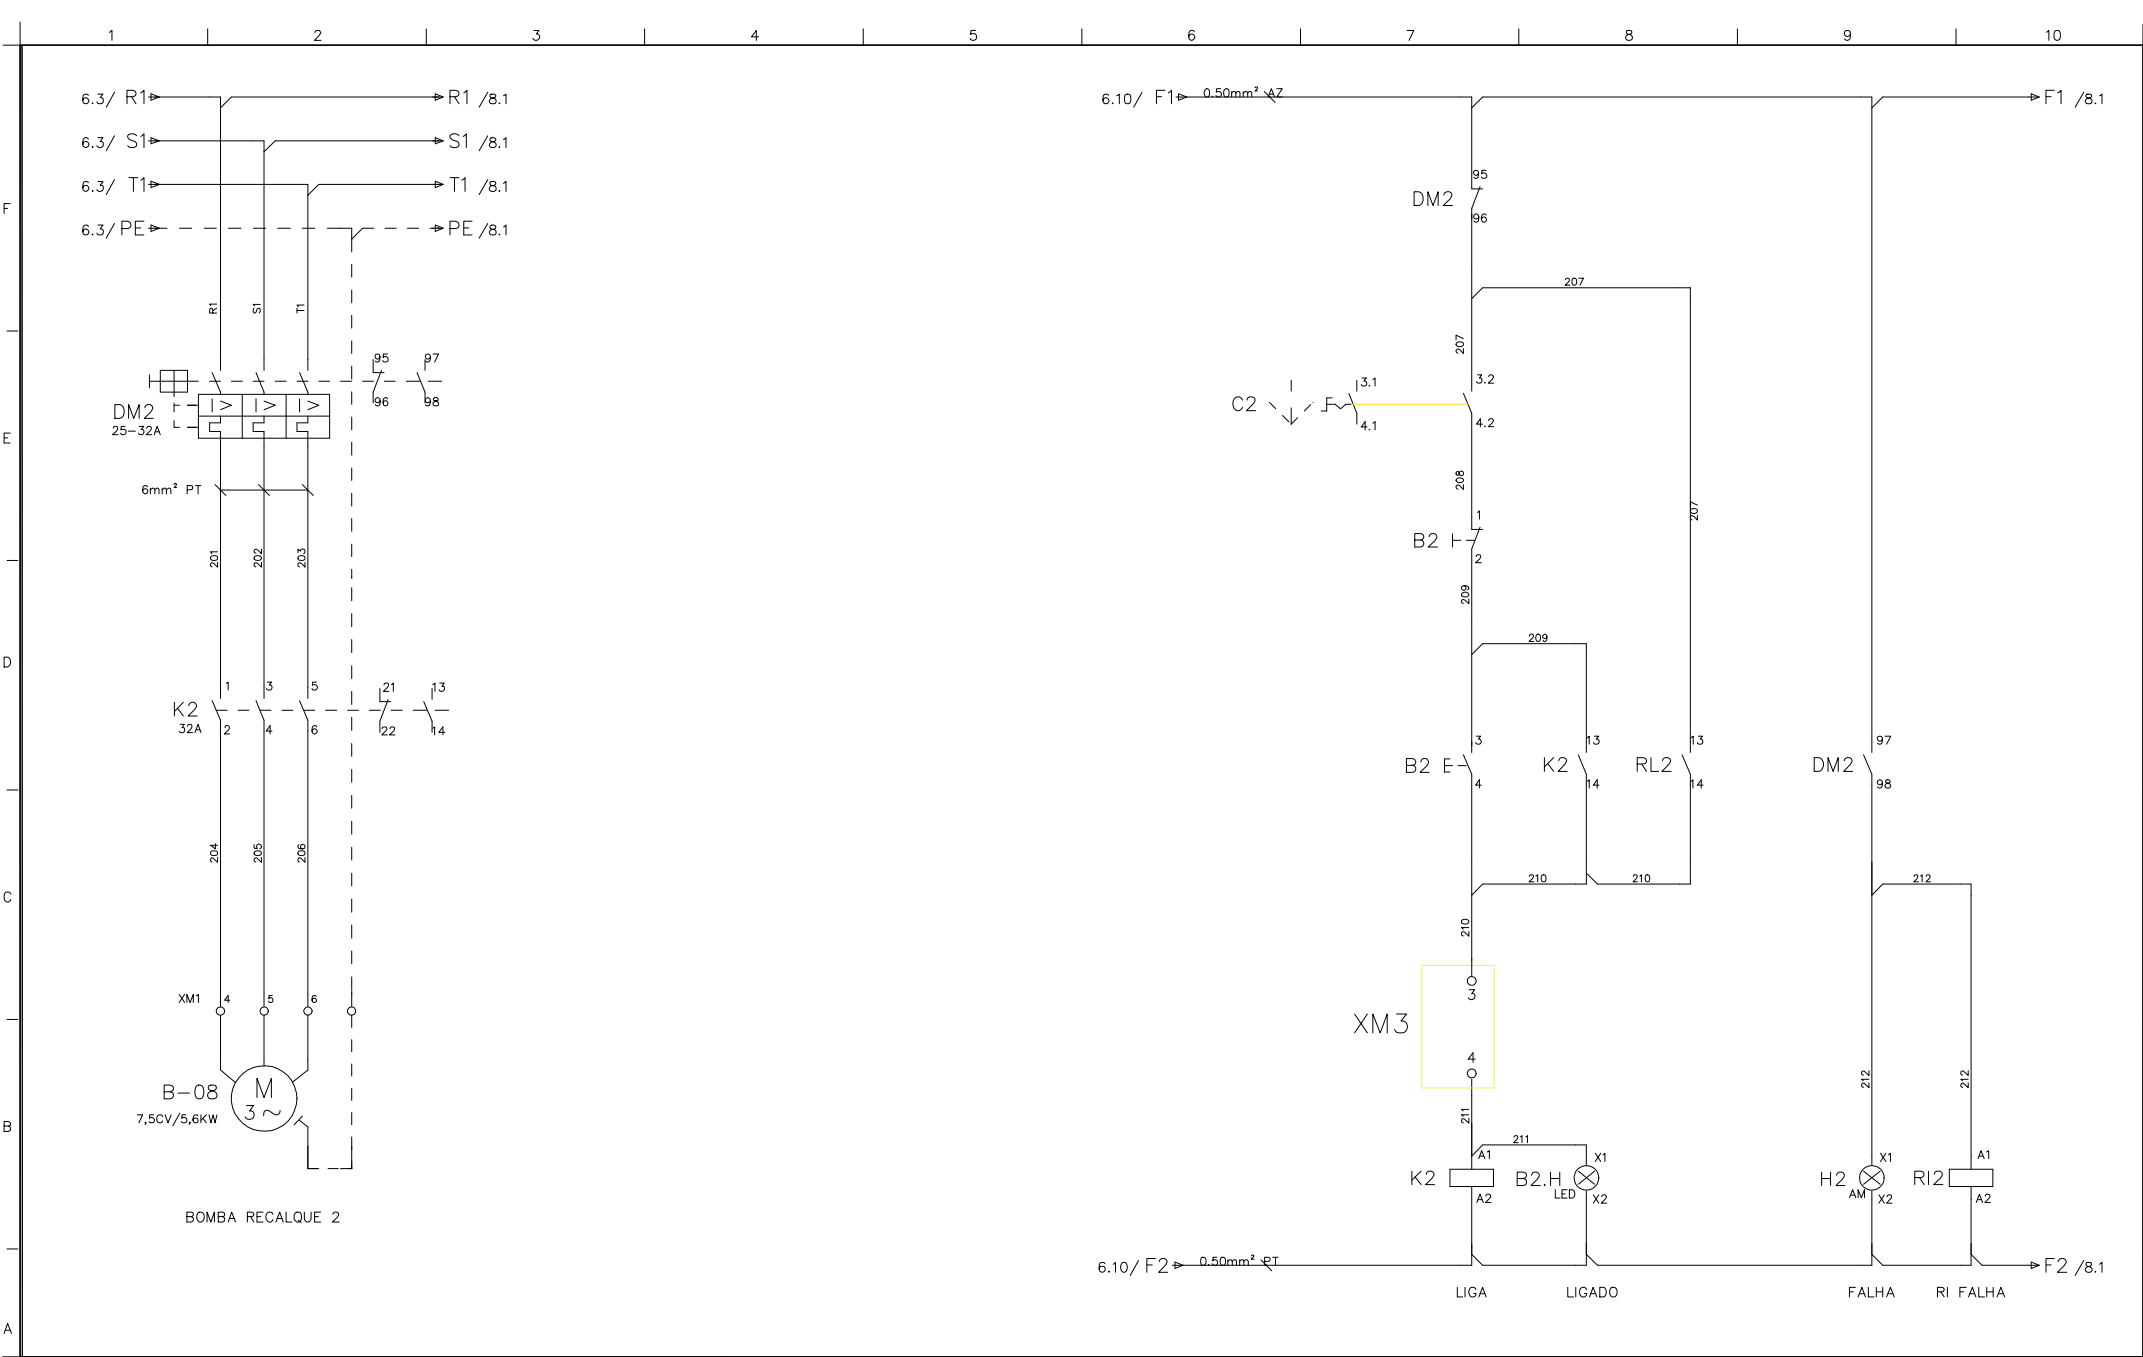 1 2 3 4 5 6 7 8 9 10
6.3/ R1 R1 /8.1
6.10/ F1 0.50mm² AZ F1 /8.1
6.3/ S1 S1 /8.1
6.3/ T1 T1 /8.1
6.3/ PE PE /8.1
F
E
D
C
B
A
R1 S1 T1
95 97
DM2
25-32A
96 98
6mm² PT
201 202 203
1 3 5 21 13
K2
32A
2 4 6 22 14
204 205 206
XM1 4 5 6
B-08
7,5CV/5,6KW
M
3~
BOMBA RECALQUE 2
95
DM2
96
207
207
207
3.1 3.2
C2
4.1 4.2
208
1
B2
2
209
209
3 13 13 97
B2 K2 RL2 DM2
4 14 14 98
210 210 212
210
3
XM3
4
211
212 212
211
A1 X1 X1 A1
K2 B2.H H2 RI2
LED AM
A2 X2 X2 A2
6.10/ F2 0.50mm² PT F2 /8.1
LIGA LIGADO FALHA RI FALHA